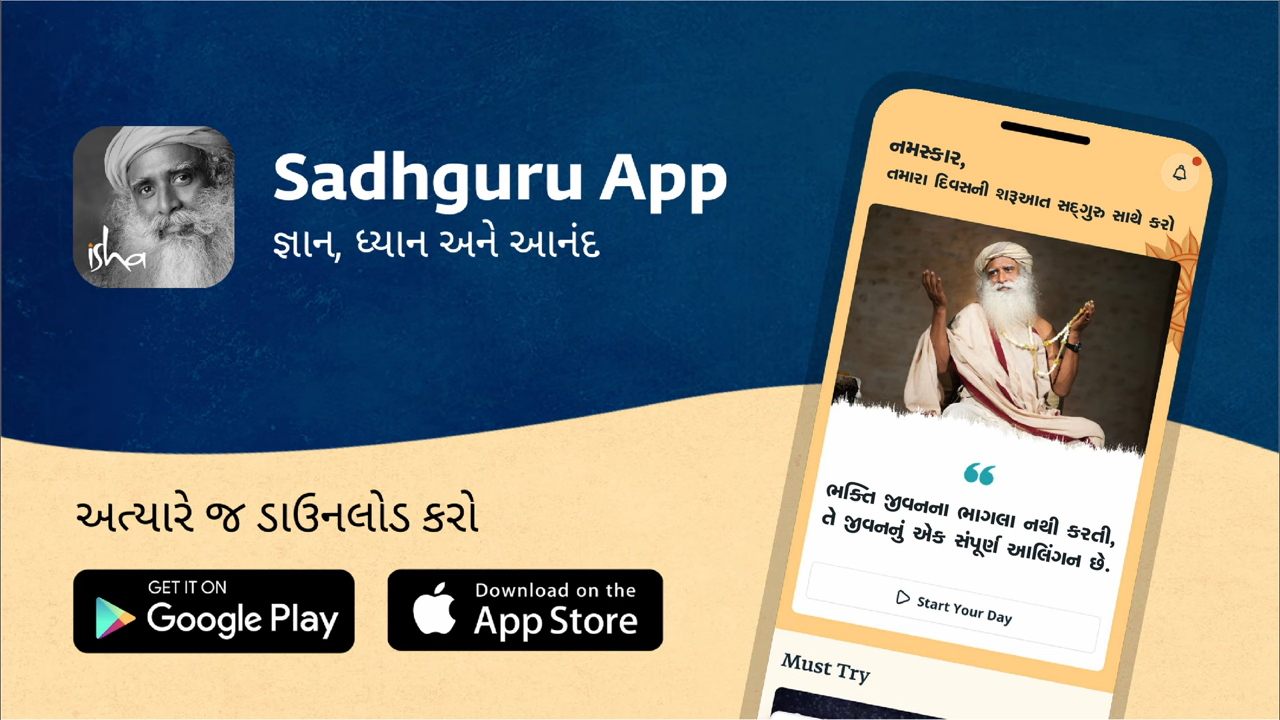 isha
Sadhguru App
જ્ઞાન, ધ્યાન અને આનંદ
અત્યારે જ ડાઉનલોડ કરો
GET IT ON
Google Play
Download on the
App Store
નમસ્કાર,
તમારા દિવસની શરૂઆત સદ્‍ગુરુ સાથે કરો
“
ભક્તિ જીવનના ભાગલા નથી કરતી,
તે જીવનનું એક સંપૂર્ણ આલિંગન છે.
Start Your Day
Must Try